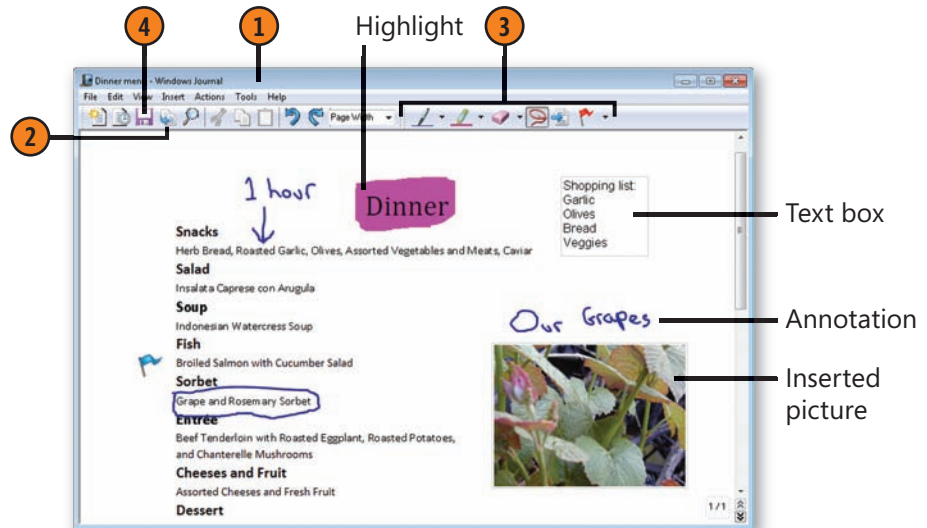 4
1
Highlight
3
Dinner menu - Windows Journal
File Edit View Insert Actions Tools Help
2
Page Width
1 hour
Dinner
Shopping list:
Garlic
Olives
Bread
Veggies
Text box
Snacks
Herb Bread, Roasted Garlic, Olives, Assorted Vegetables and Meats, Caviar
Salad
Insalata Caprese con Arugula
Soup
Indonesian Watercress Soup
Our Grapes
Annotation
Fish
Broiled Salmon with Cucumber Salad
Sorbet
Grape and Rosemary Sorbet
Inserted
picture
Entrée
Beef Tenderloin with Roasted Eggplant, Roasted Potatoes,
and Chanterelle Mushrooms
Cheeses and Fruit
Assorted Cheeses and Fresh Fruit
Dessert
1/1